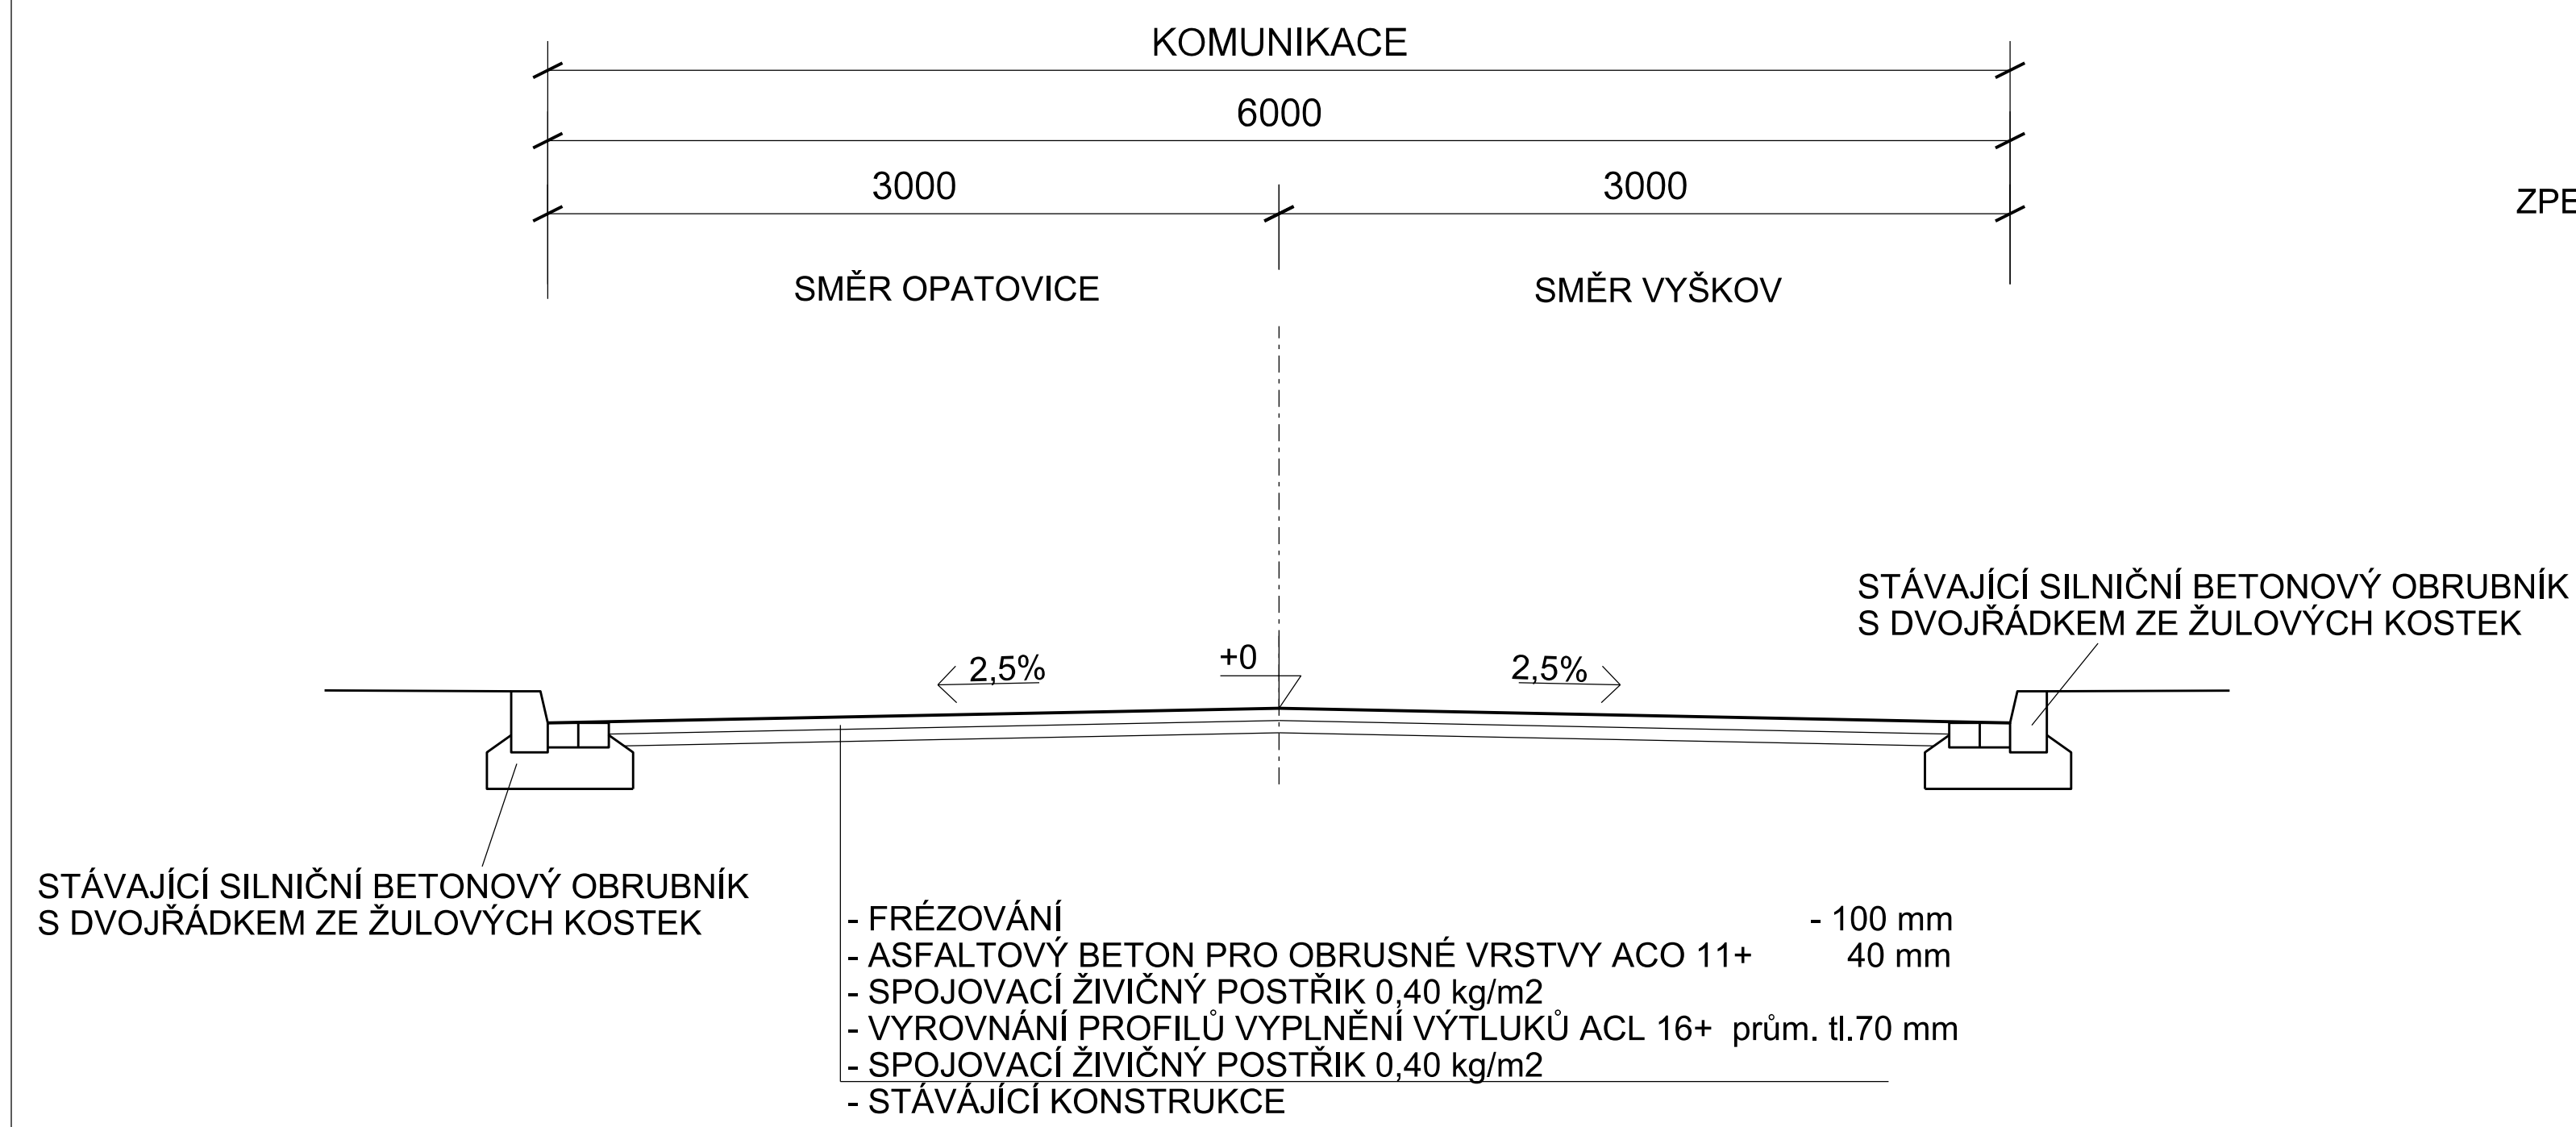 KOMUNIKACE
6000
3000
3000
ZPE
SMĚR OPATOVICE
SMĚR VYŠKOV
STÁVAJÍCÍ SILNIČNÍ BETONOVÝ OBRUBNÍK
S DVOJŘÁDKEM ZE ŽULOVÝCH KOSTEK
2,5%
+0
2,5%
STÁVAJÍCÍ SILNIČNÍ BETONOVÝ OBRUBNÍK
S DVOJŘÁDKEM ZE ŽULOVÝCH KOSTEK
- FRÉZOVÁNÍ - 100 mm
- ASFALTOVÝ BETON PRO OBRUSNÉ VRSTVY ACO 11+ 40 mm
- SPOJOVACÍ ŽIVIČNÝ POSTŘIK 0,40 kg/m2
- VYROVNÁNÍ PROFILŮ VYPLNĚNÍ VÝTLUKŮ ACL 16+ prům. tl.70 mm
- SPOJOVACÍ ŽIVIČNÝ POSTŘIK 0,40 kg/m2
- STÁVÁJÍCÍ KONSTRUKCE